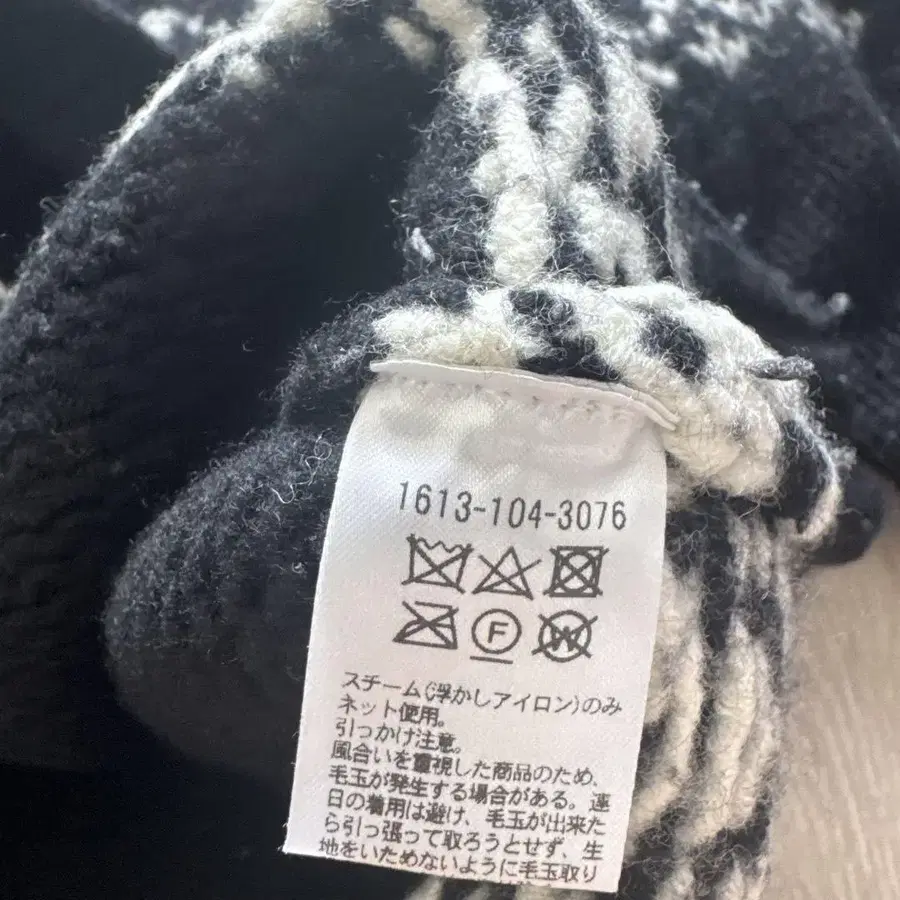 1613-104-3076
F W
スチーム(浮かしアイロン)のみ
ネット使用。
引っかけ注意。
風合いを重視した商品のため、
毛玉が発生する場合がある。連
日の着用は避け、毛玉が出来た
ら引っ張って取ろうとせず、生
地をいためないように毛玉取り